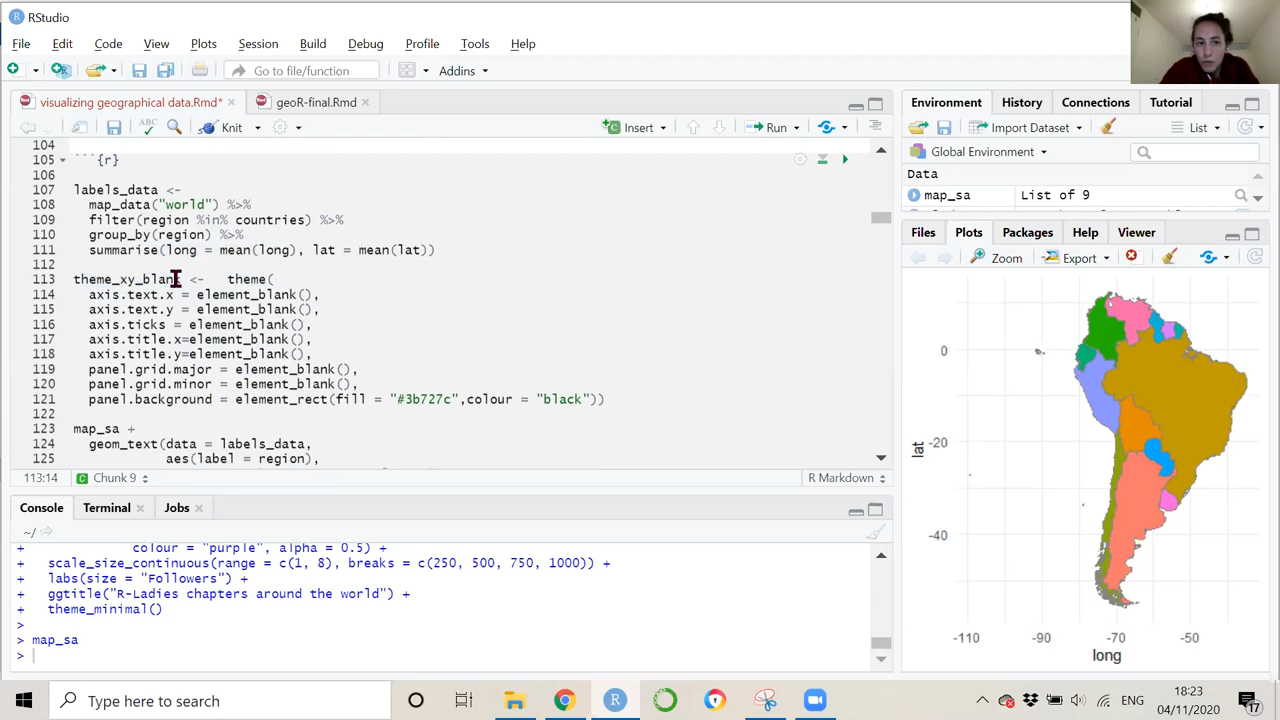 RStudio
File Edit Code View Plots Session Build Debug Profile Tools Help
Go to file/function Addins
visualizing geographical data.Rmd* geoR-final.Rmd
ABC Knit Insert Run
104
105 ```{r}
106
107 labels_data <-
108 map_data("world") %>%
109 filter(region %in% countries) %>%
110 group_by(region) %>%
111 summarise(long = mean(long), lat = mean(lat))
112
113 theme_xy_blank <- theme(
114 axis.text.x = element_blank(),
115 axis.text.y = element_blank(),
116 axis.ticks = element_blank(),
117 axis.title.x=element_blank(),
118 axis.title.y=element_blank(),
119 panel.grid.major = element_blank(),
120 panel.grid.minor = element_blank(),
121 panel.background = element_rect(fill = "#3b727c",colour = "black"))
122
123 map_sa +
124 geom_text(data = labels_data,
125 aes(label = region),
113:14 Chunk 9 R Markdown
Console Terminal Jobs
~/
+ colour = "purple", alpha = 0.5) +
+ scale_size_continuous(range = c(1, 8), breaks = c(250, 500, 750, 1000)) +
+ labs(size = "Followers") +
+ ggtitle("R-Ladies chapters around the world") +
+ theme_minimal()
>
> map_sa
>
Environment History Connections Tutorial
Import Dataset List
Global Environment
Data
map_sa List of 9
Files Plots Packages Help Viewer
Zoom Export
0
-20
-40
lat
-110 -90 -70 -50
long
Type here to search
ENG
18:23
04/11/2020
17